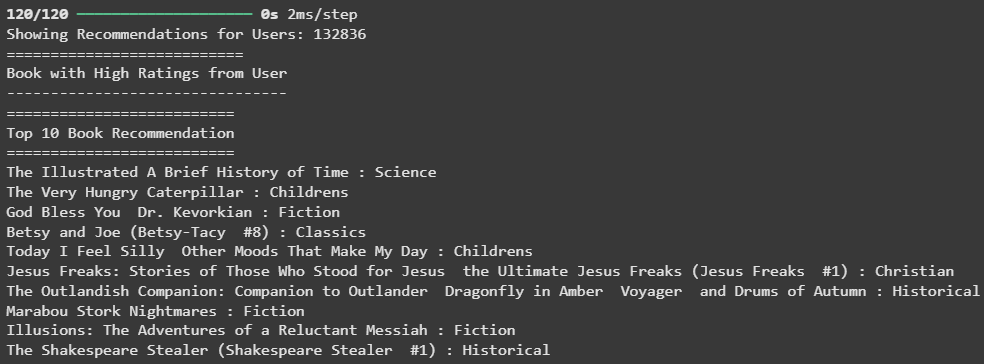 120/120 ━━━━━━━━━━━━━━━━━━━━ 0s 2ms/step
Showing Recommendations for Users: 132836
===========================
Book with High Ratings from User
--------------------------------
==========================
Top 10 Book Recommendation
==========================
The Illustrated A Brief History of Time : Science
The Very Hungry Caterpillar : Childrens
God Bless You  Dr. Kevorkian : Fiction
Betsy and Joe (Betsy-Tacy  #8) : Classics
Today I Feel Silly  Other Moods That Make My Day : Childrens
Jesus Freaks: Stories of Those Who Stood for Jesus  the Ultimate Jesus Freaks (Jesus Freaks  #1) : Christian
The Outlandish Companion: Companion to Outlander  Dragonfly in Amber  Voyager  and Drums of Autumn : Historical
Marabou Stork Nightmares : Fiction
Illusions: The Adventures of a Reluctant Messiah : Fiction
The Shakespeare Stealer (Shakespeare Stealer  #1) : Historical